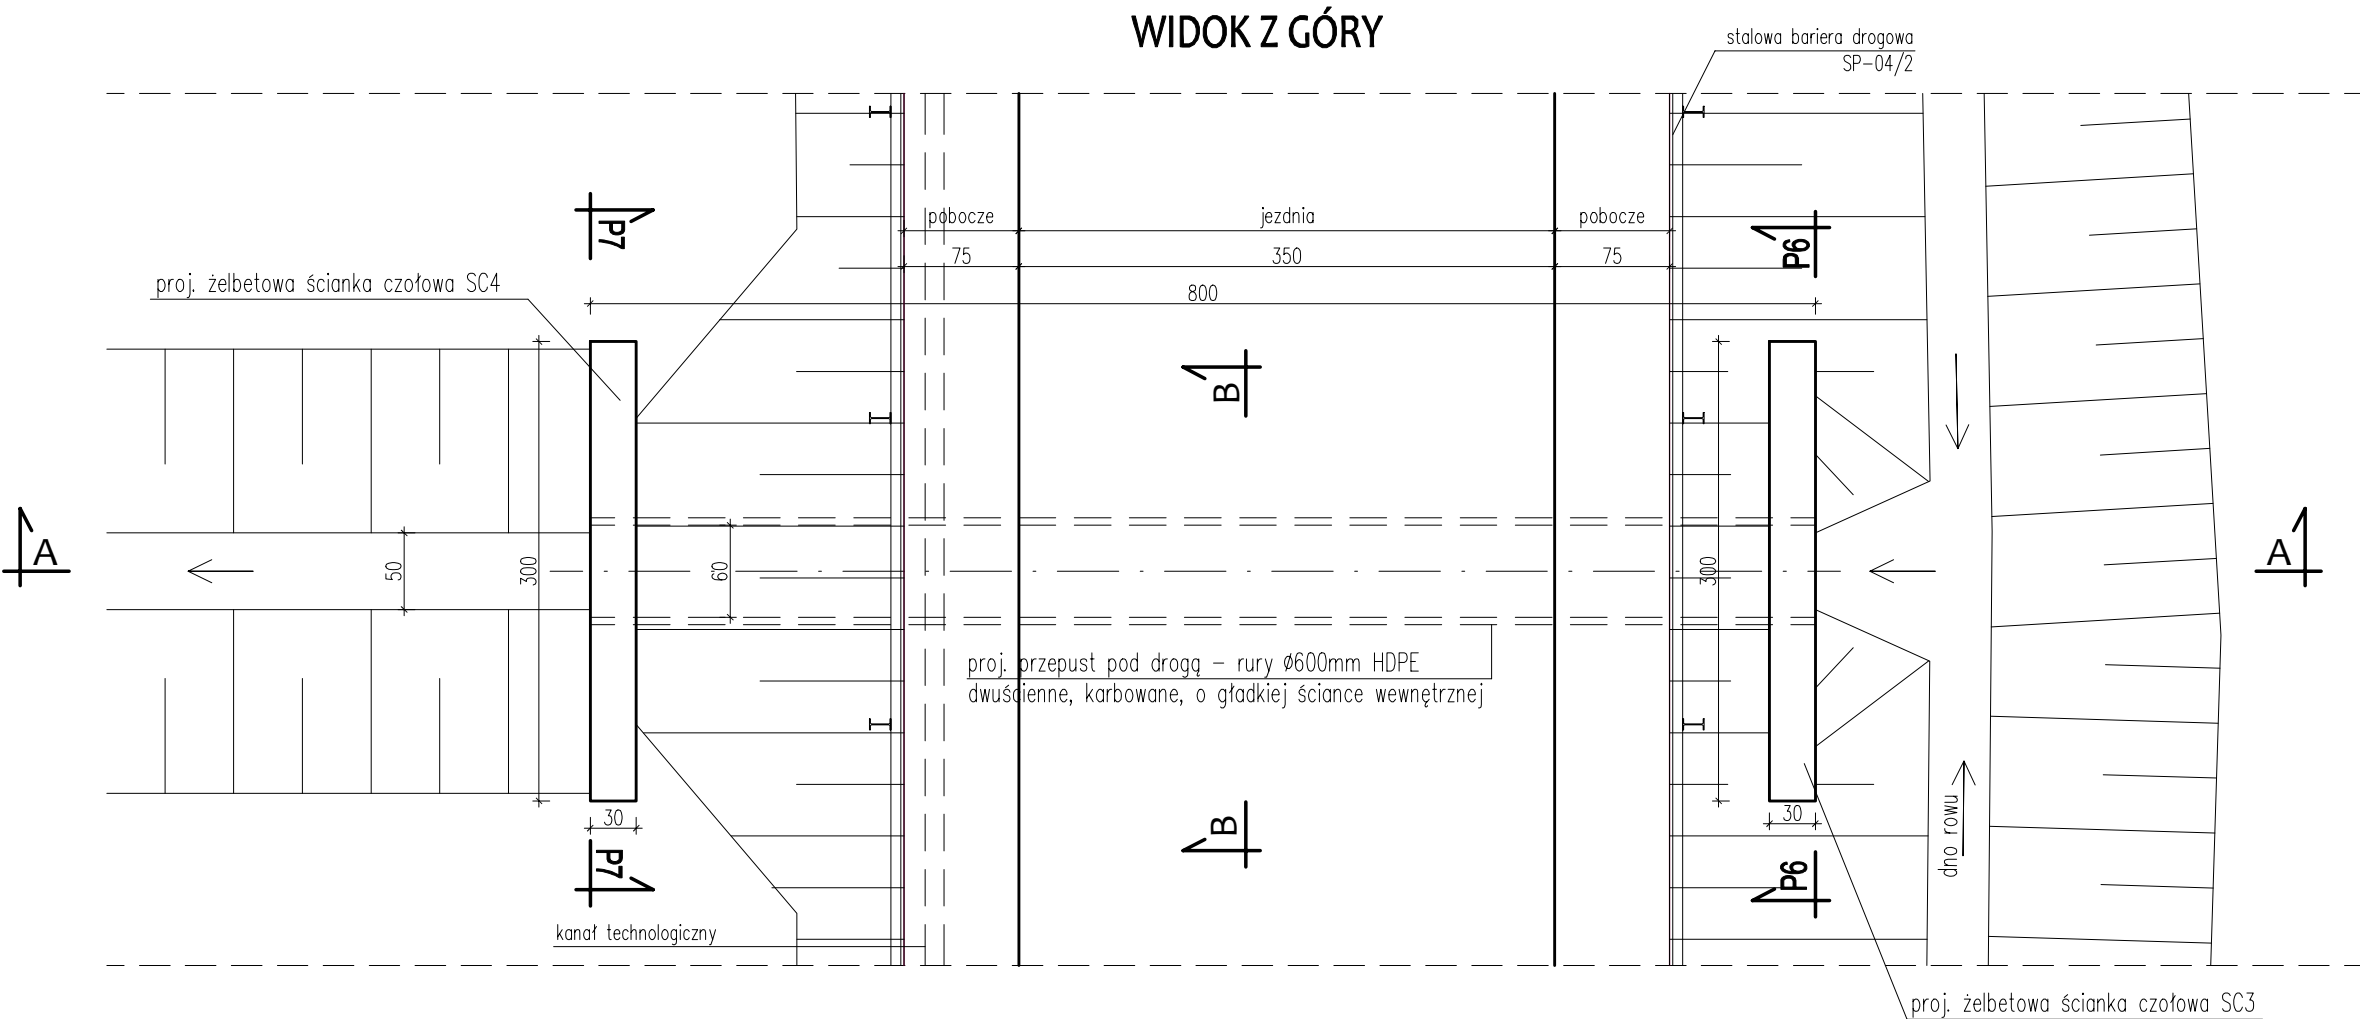 WIDOK Z GÓRY
stalowa bariera drogowa
SP-04/2
P7
pobocze
jezdnia
pobocze
P6
75
350
75
proj. żelbetowa ścianka czołowa SC4
800
B
A
50
300
60
300
A
proj. przepust pod drogą – rury Ø600mm HDPE
dwuścienne, karbowane, o gładkiej ściance wewnętrznej
30
B
30
dno rowu
P7
P6
kanał technologiczny
proj. żelbetowa ścianka czołowa SC3